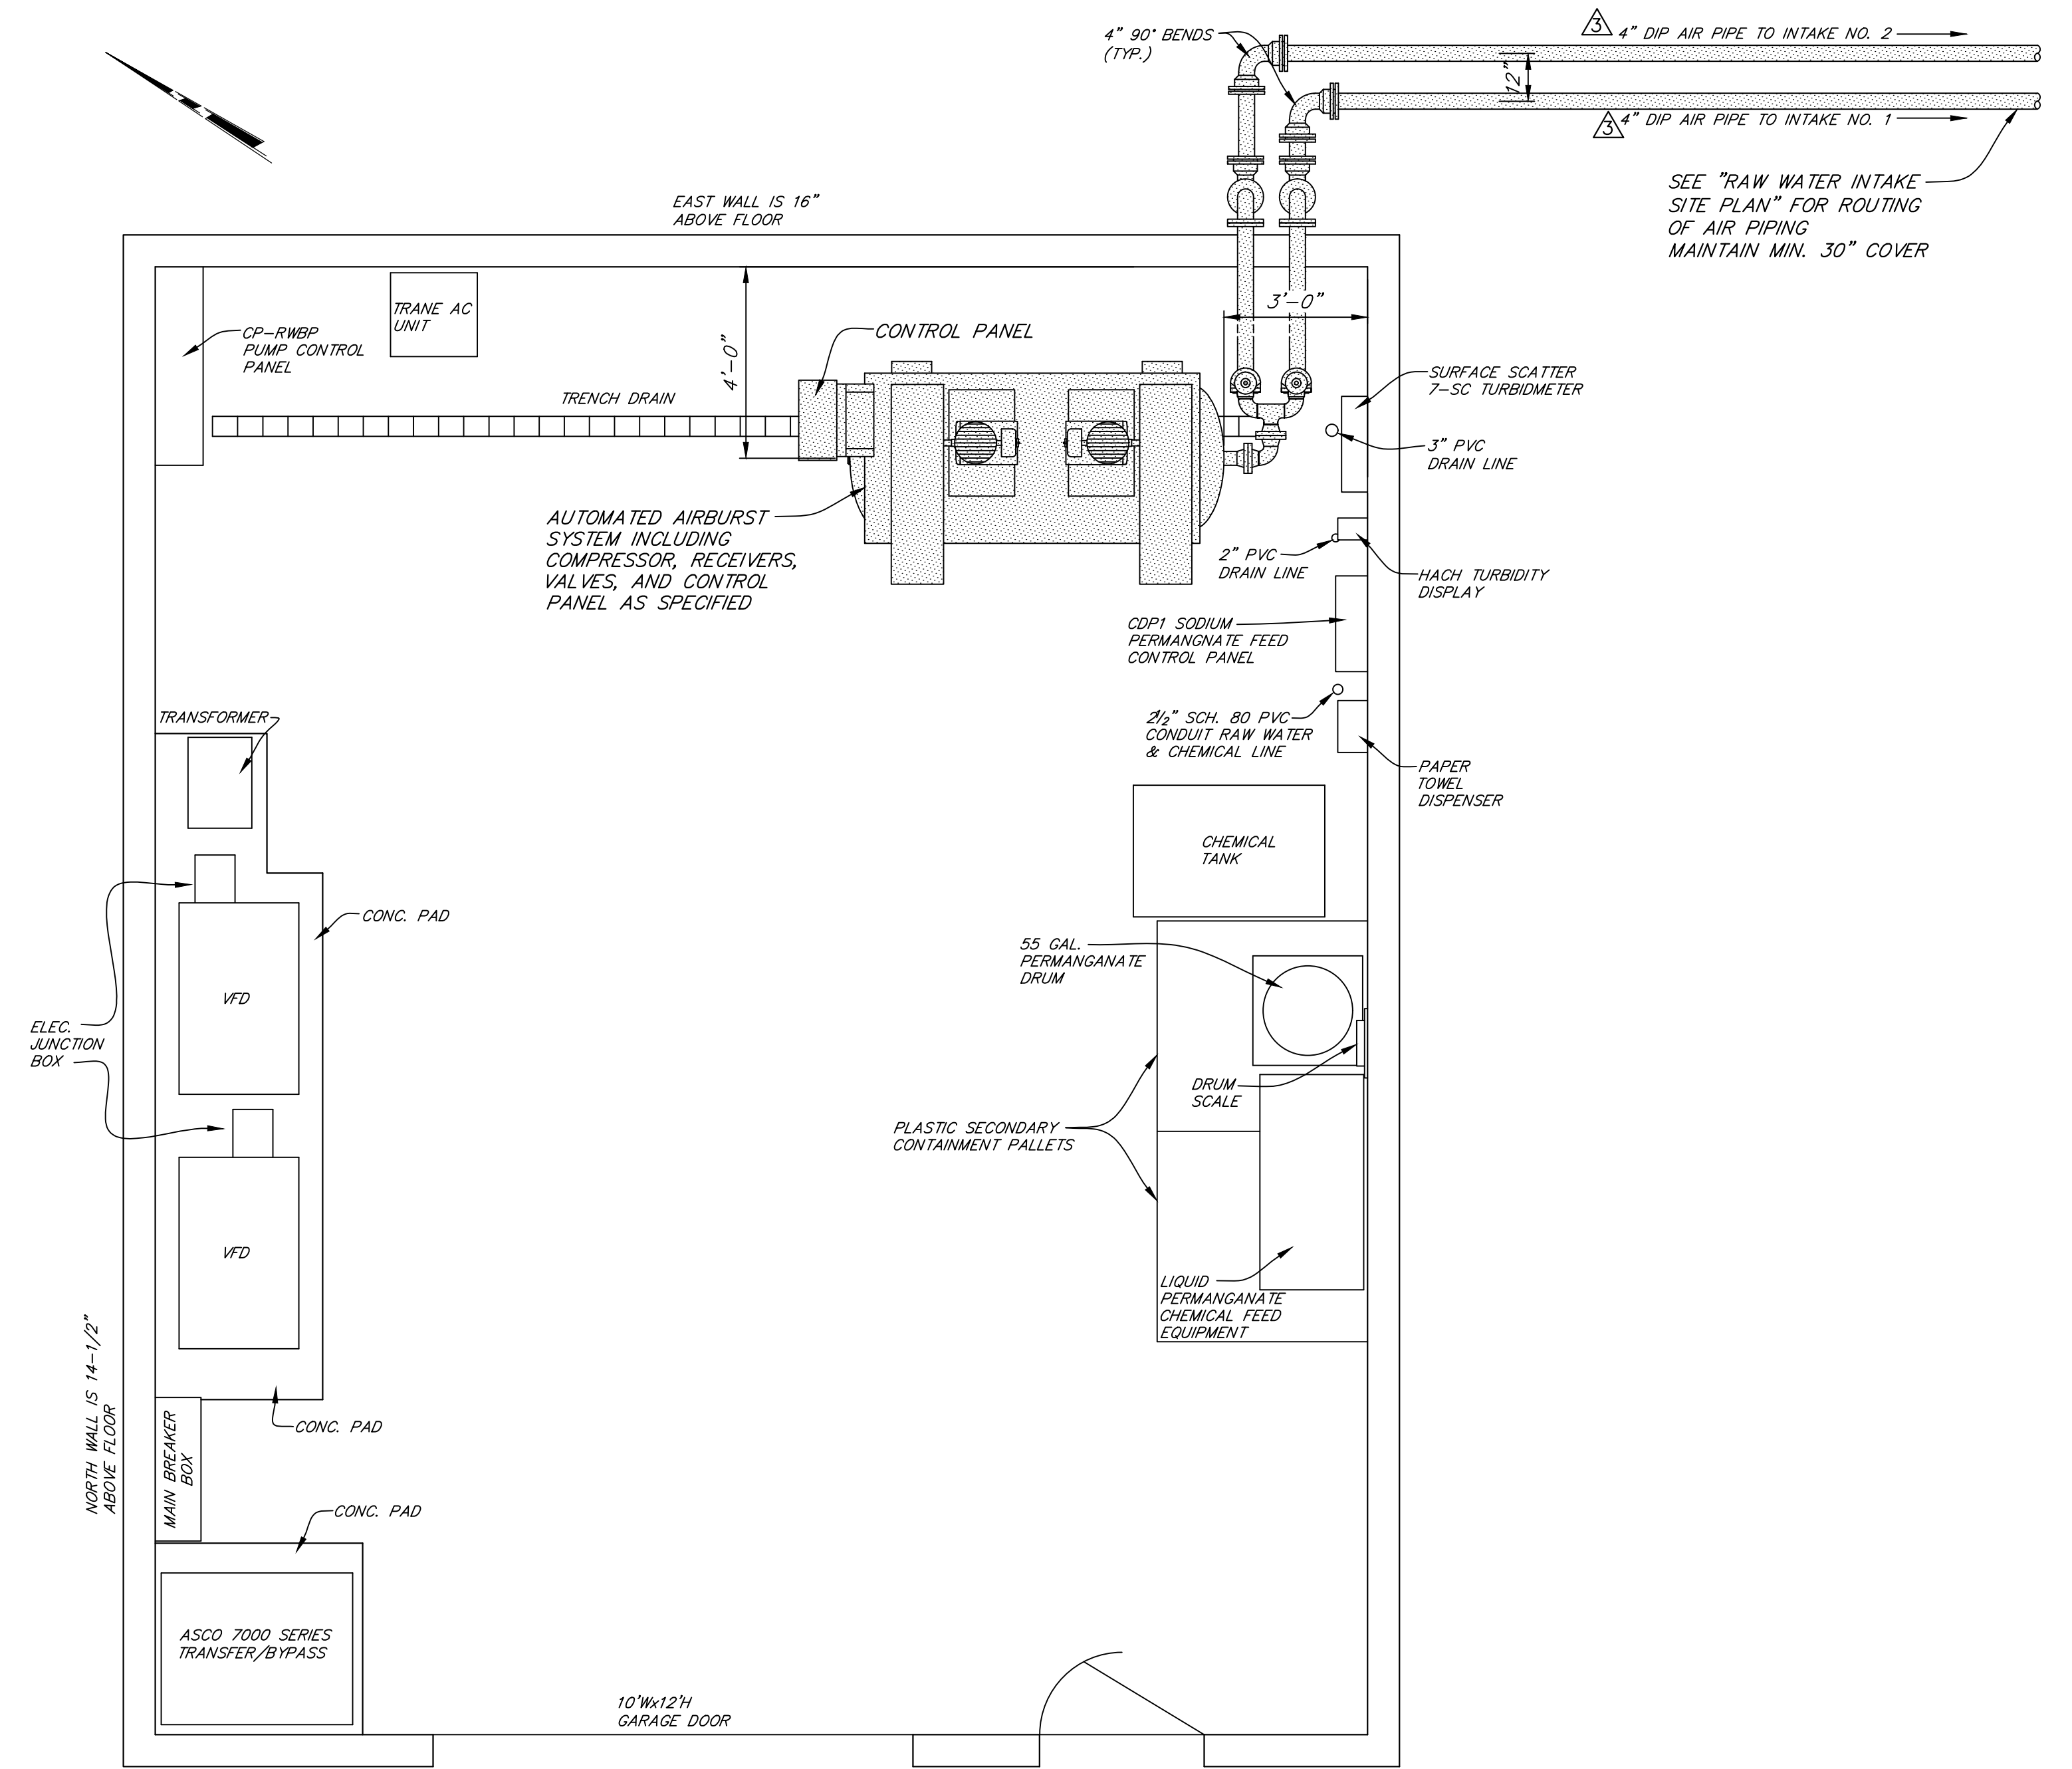 4" 90° BENDS
(TYP.)
3
4" DIP AIR PIPE TO INTAKE NO. 2
12"
3
4" DIP AIR PIPE TO INTAKE NO. 1
SEE "RAW WATER INTAKE
SITE PLAN" FOR ROUTING
OF AIR PIPING
MAINTAIN MIN. 30" COVER
EAST WALL IS 16"
ABOVE FLOOR
TRANE AC
UNIT
CP-RWBP
PUMP CONTROL
PANEL
4'-0"
CONTROL PANEL
3'-0"
TRENCH DRAIN
SURFACE SCATTER
7-SC TURBIDMETER
3" PVC
DRAIN LINE
AUTOMATED AIRBURST
SYSTEM INCLUDING
COMPRESSOR, RECEIVERS,
VALVES, AND CONTROL
PANEL AS SPECIFIED
2" PVC
DRAIN LINE
HACH TURBIDITY
DISPLAY
CDP1 SODIUM
PERMANGNATE FEED
CONTROL PANEL
TRANSFORMER
2½" SCH. 80 PVC
CONDUIT RAW WATER
& CHEMICAL LINE
PAPER
TOWEL
DISPENSER
CHEMICAL
TANK
CONC. PAD
55 GAL.
PERMANGANATE
DRUM
VFD
ELEC.
JUNCTION
BOX
DRUM
SCALE
PLASTIC SECONDARY
CONTAINMENT PALLETS
VFD
LIQUID
PERMANGANATE
CHEMICAL FEED
EQUIPMENT
NORTH WALL IS 14-1/2"
ABOVE FLOOR
CONC. PAD
MAIN BREAKER
BOX
CONC. PAD
ASCO 7000 SERIES
TRANSFER/BYPASS
10'Wx12'H
GARAGE DOOR